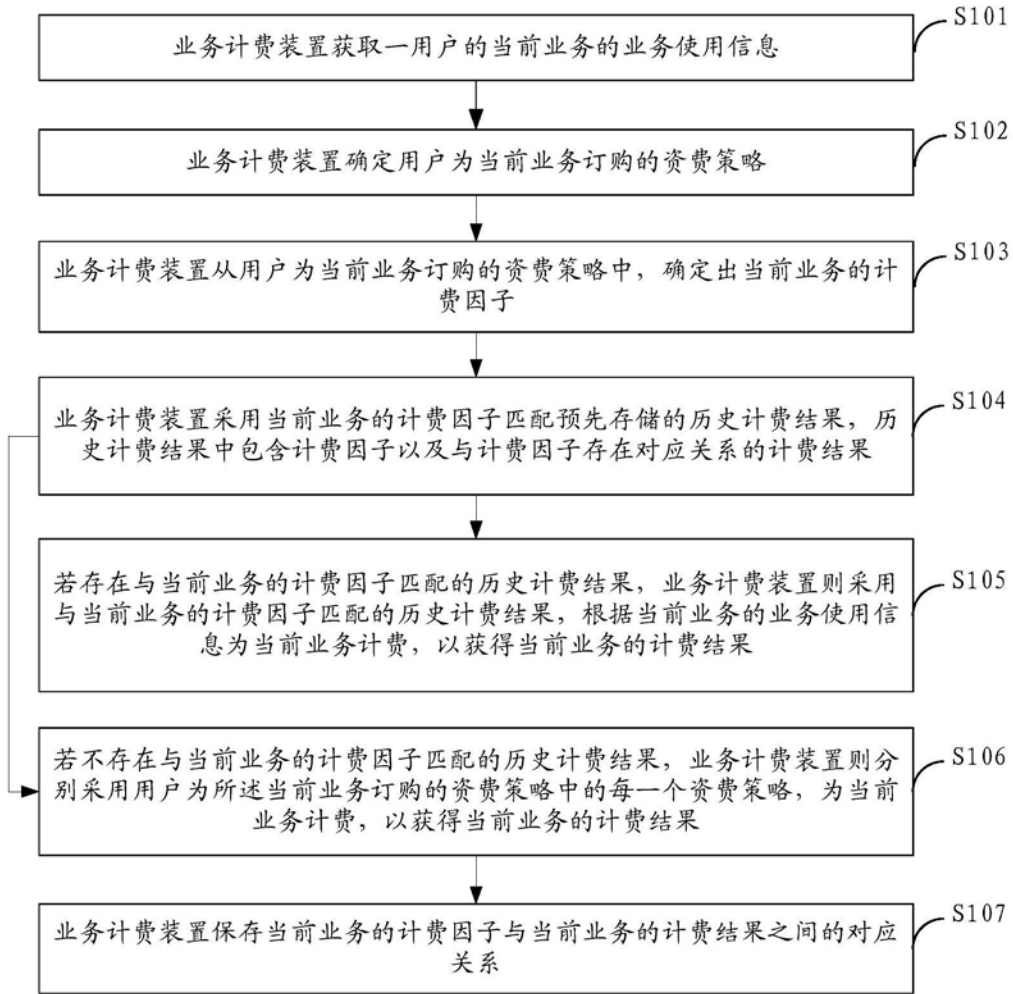 业务计费装置获取一用户的当前业务的业务使用信息
S101
业务计费装置确定用户为当前业务订购的资费策略
S102
业务计费装置从用户为当前业务订购的资费策略中，确定出当前业务的计
费因子
S103
业务计费装置采用当前业务的计费因子匹配预先存储的历史计费结果，历
史计费结果中包含计费因子以及与计费因子存在对应关系的计费结果
S104
若存在与当前业务的计费因子匹配的历史计费结果，业务计费装置则采用
与当前业务的计费因子匹配的历史计费结果，根据当前业务的业务使用信
息为当前业务计费，以获得当前业务的计费结果
S105
若不存在与当前业务的计费因子匹配的历史计费结果，业务计费装置则分
别采用用户为所述当前业务订购的资费策略中的每一个资费策略，为当前
业务计费，以获得当前业务的计费结果
S106
业务计费装置保存当前业务的计费因子与当前业务的计费结果之间的对应
关系
S107